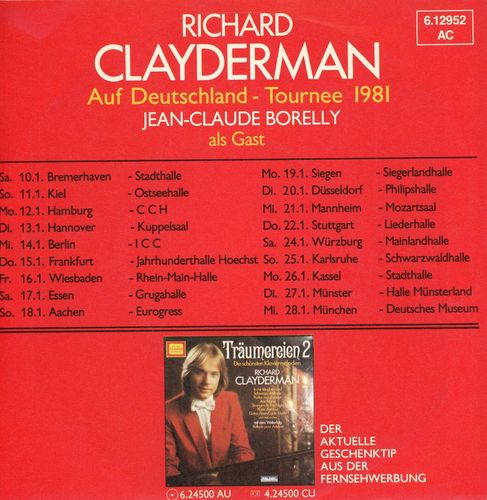 RICHARD
CLAYDERMAN
Auf Deutschland - Tournee 1981
JEAN-CLAUDE BORELLY
als Gast
6.12952
AC
Sa. 10.1. Bremerhaven - Stadthalle
So. 11.1. Kiel - Ostseehalle
Mo. 12.1. Hamburg - C C H
Di. 13.1. Hannover - Kuppelsaal
Mi. 14.1. Berlin - I C C
Do. 15.1. Frankfurt - Jahrhunderthalle Hoechst
Fr. 16.1. Wiesbaden - Rhein-Main-Halle
Sa. 17.1. Essen - Grugahalle
So. 18.1. Aachen - Eurogress
Mo. 19.1. Siegen - Siegerlandhalle
Di. 20.1. Düsseldorf - Philipshalle
Mi. 21.1. Mannheim - Mozartsaal
Do. 22.1. Stuttgart - Liederhalle
Sa. 24.1. Würzburg - Mainlandhalle
So. 25.1. Karlsruhe - Schwarzwaldhalle
Mo. 26.1. Kassel - Stadthalle
Di. 27.1. Münster - Halle Münsterland
Mi. 28.1. München - Deutsches Museum
Träumereien 2
Die schönsten Klaviermelodien
RICHARD
CLAYDERMAN
DER
AKTUELLE
GESCHENKTIP
AUS DER
FERNSEHWERBUNG
6.24500 AU 4.24500 CU